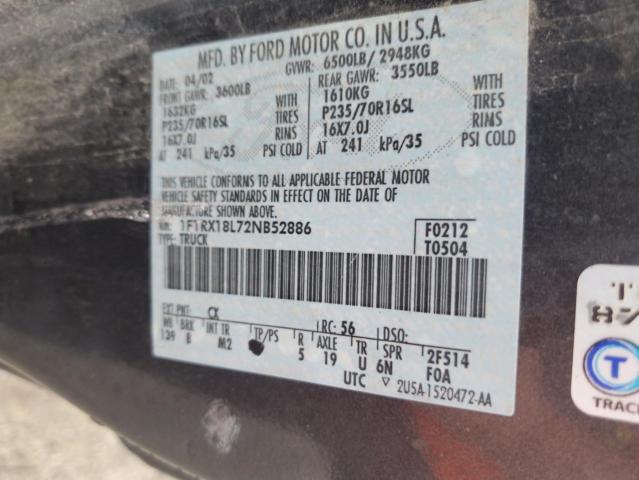 MFD. BY FORD MOTOR CO. IN U.S.A.
04/02 GVWR: 6500LB/ 2948KG
FRONT GAWR: 3600LB REAR GAWR: 3550LB
1632KG WITH 1610KG WITH
P235/70R16SL TIRES P235/70R16SL TIRES
16X7.0J RIMS 16X7.0J RIMS
AT 241 kPa/35 PSI COLD AT 241 kPa/35 PSI COLD
THIS VEHICLE CONFORMS TO ALL APPLICABLE FEDERAL MOTOR
VEHICLE SAFETY STANDARDS IN EFFECT ON THE DATE OF
MANUFACTURE SHOWN ABOVE.
1FTRX18L72NB52886 F0212
TYPE: TRUCK T0504
EXT PNT: CX RC: 56 DSO:
WB BRK INT TR TP/PS R AXLE TR SPR 2F514
139 B M2 5 19 U 6N F0A
UTC ▽ 2USA-1520472-AA
T
TRACE